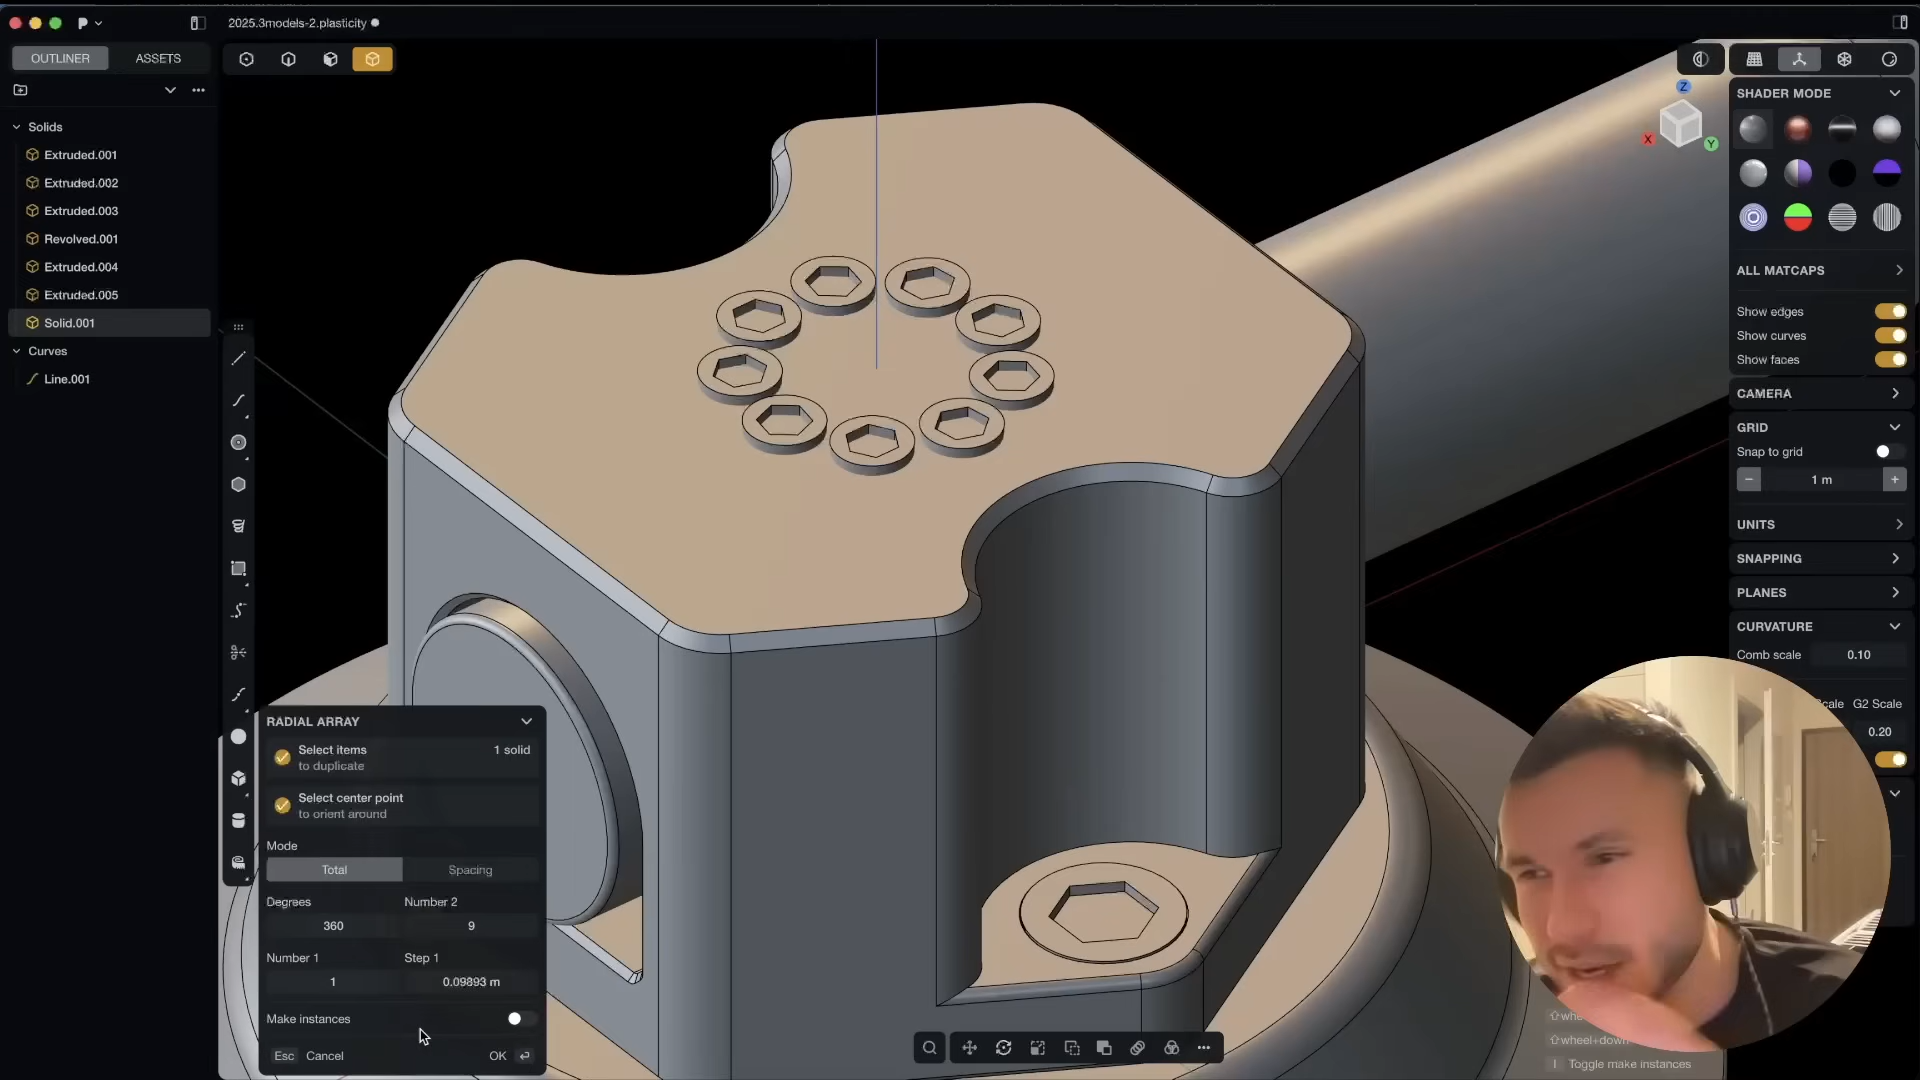 2025.3models-2.plasticity
OUTLINER
ASSETS
Solids
Extruded.001
Extruded.002
Extruded.003
Revolved.001
Extruded.004
Extruded.005
Solid.001
Curves
Line.001
RADIAL ARRAY
Select items
to duplicate
1 solid
Select center point
to orient around
Mode
Total
Spacing
Degrees
Number 2
360
9
Number 1
Step 1
1
0.09893 m
Make instances
Esc Cancel
OK
Z
X
Y
SHADER MODE
ALL MATCAPS
Show edges
Show curves
Show faces
CAMERA
GRID
Snap to grid
− 1 m +
UNITS
SNAPPING
PLANES
CURVATURE
Comb scale 0.10
G2 Scale
0.20
wheel+down
I Toggle make instances